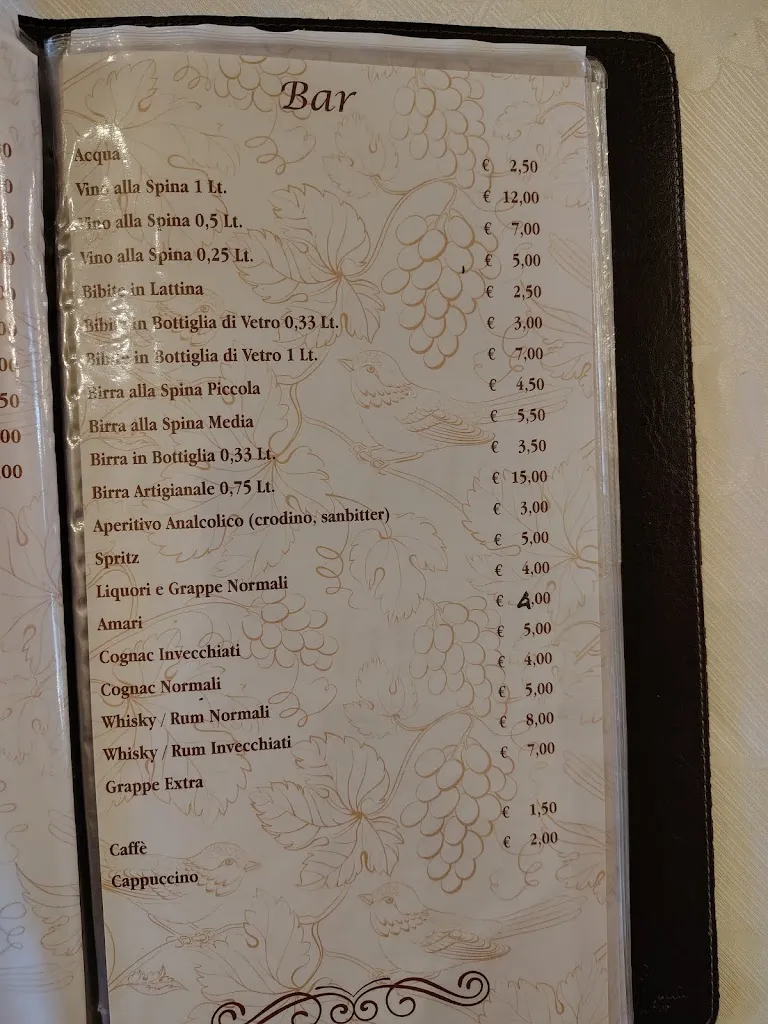 Bar
Acqua € 2,50
Vino alla Spina 1 Lt. € 12,00
Vino alla Spina 0,5 Lt. € 7,00
Vino alla Spina 0,25 Lt. € 5,00
Bibite in Lattina € 2,50
Bibite in Bottiglia di Vetro 0,33 Lt. € 3,00
Bibite in Bottiglia di Vetro 1 Lt. € 7,00
Birra alla Spina Piccola € 4,50
Birra alla Spina Media € 5,50
Birra in Bottiglia 0,33 Lt. € 3,50
Birra Artigianale 0,75 Lt. € 15,00
Aperitivo Analcolico (crodino, sanbitter) € 3,00
Spritz € 5,00
Liquori e Grappe Normali € 4,00
Amari € 4,00
Cognac Invecchiati € 5,00
Cognac Normali € 4,00
Whisky / Rum Normali € 5,00
Whisky / Rum Invecchiati € 8,00
Grappe Extra € 7,00
Caffè € 1,50
Cappuccino € 2,00